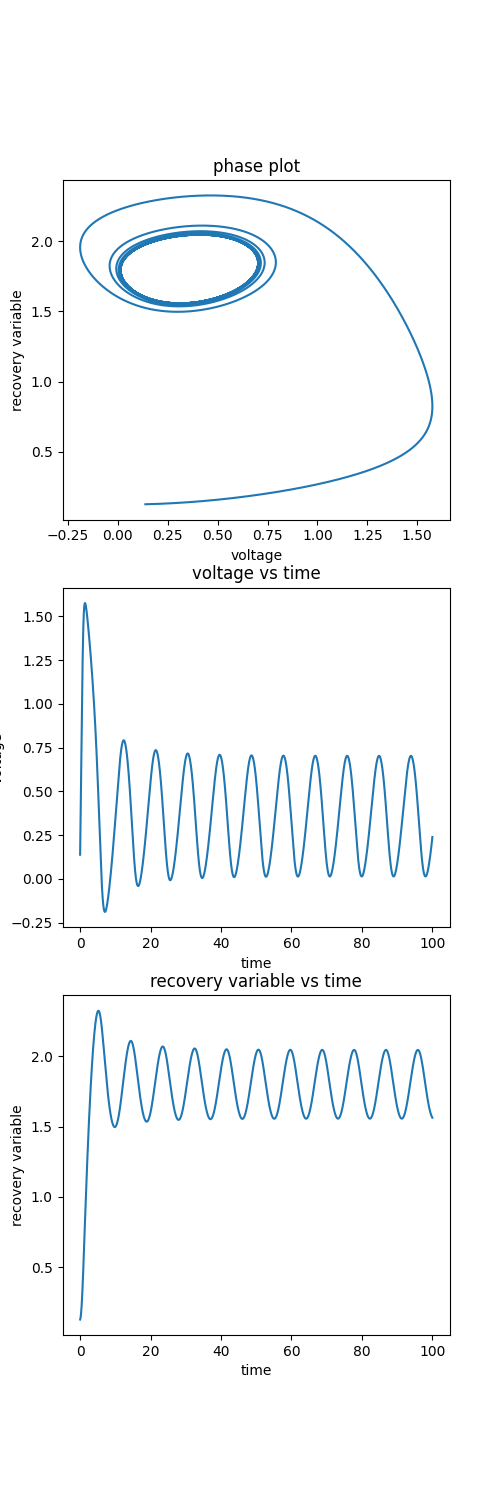 phase plot
2.0
1.5
1.0
0.5
recovery variable
−0.25 0.00 0.25 0.50 0.75 1.00 1.25 1.50
voltage
voltage vs time
1.50
1.25
1.00
0.75
0.50
0.25
0.00
−0.25
0 20 40 60 80 100
time
recovery variable vs time
2.0
1.5
1.0
0.5
recovery variable
0 20 40 60 80 100
time